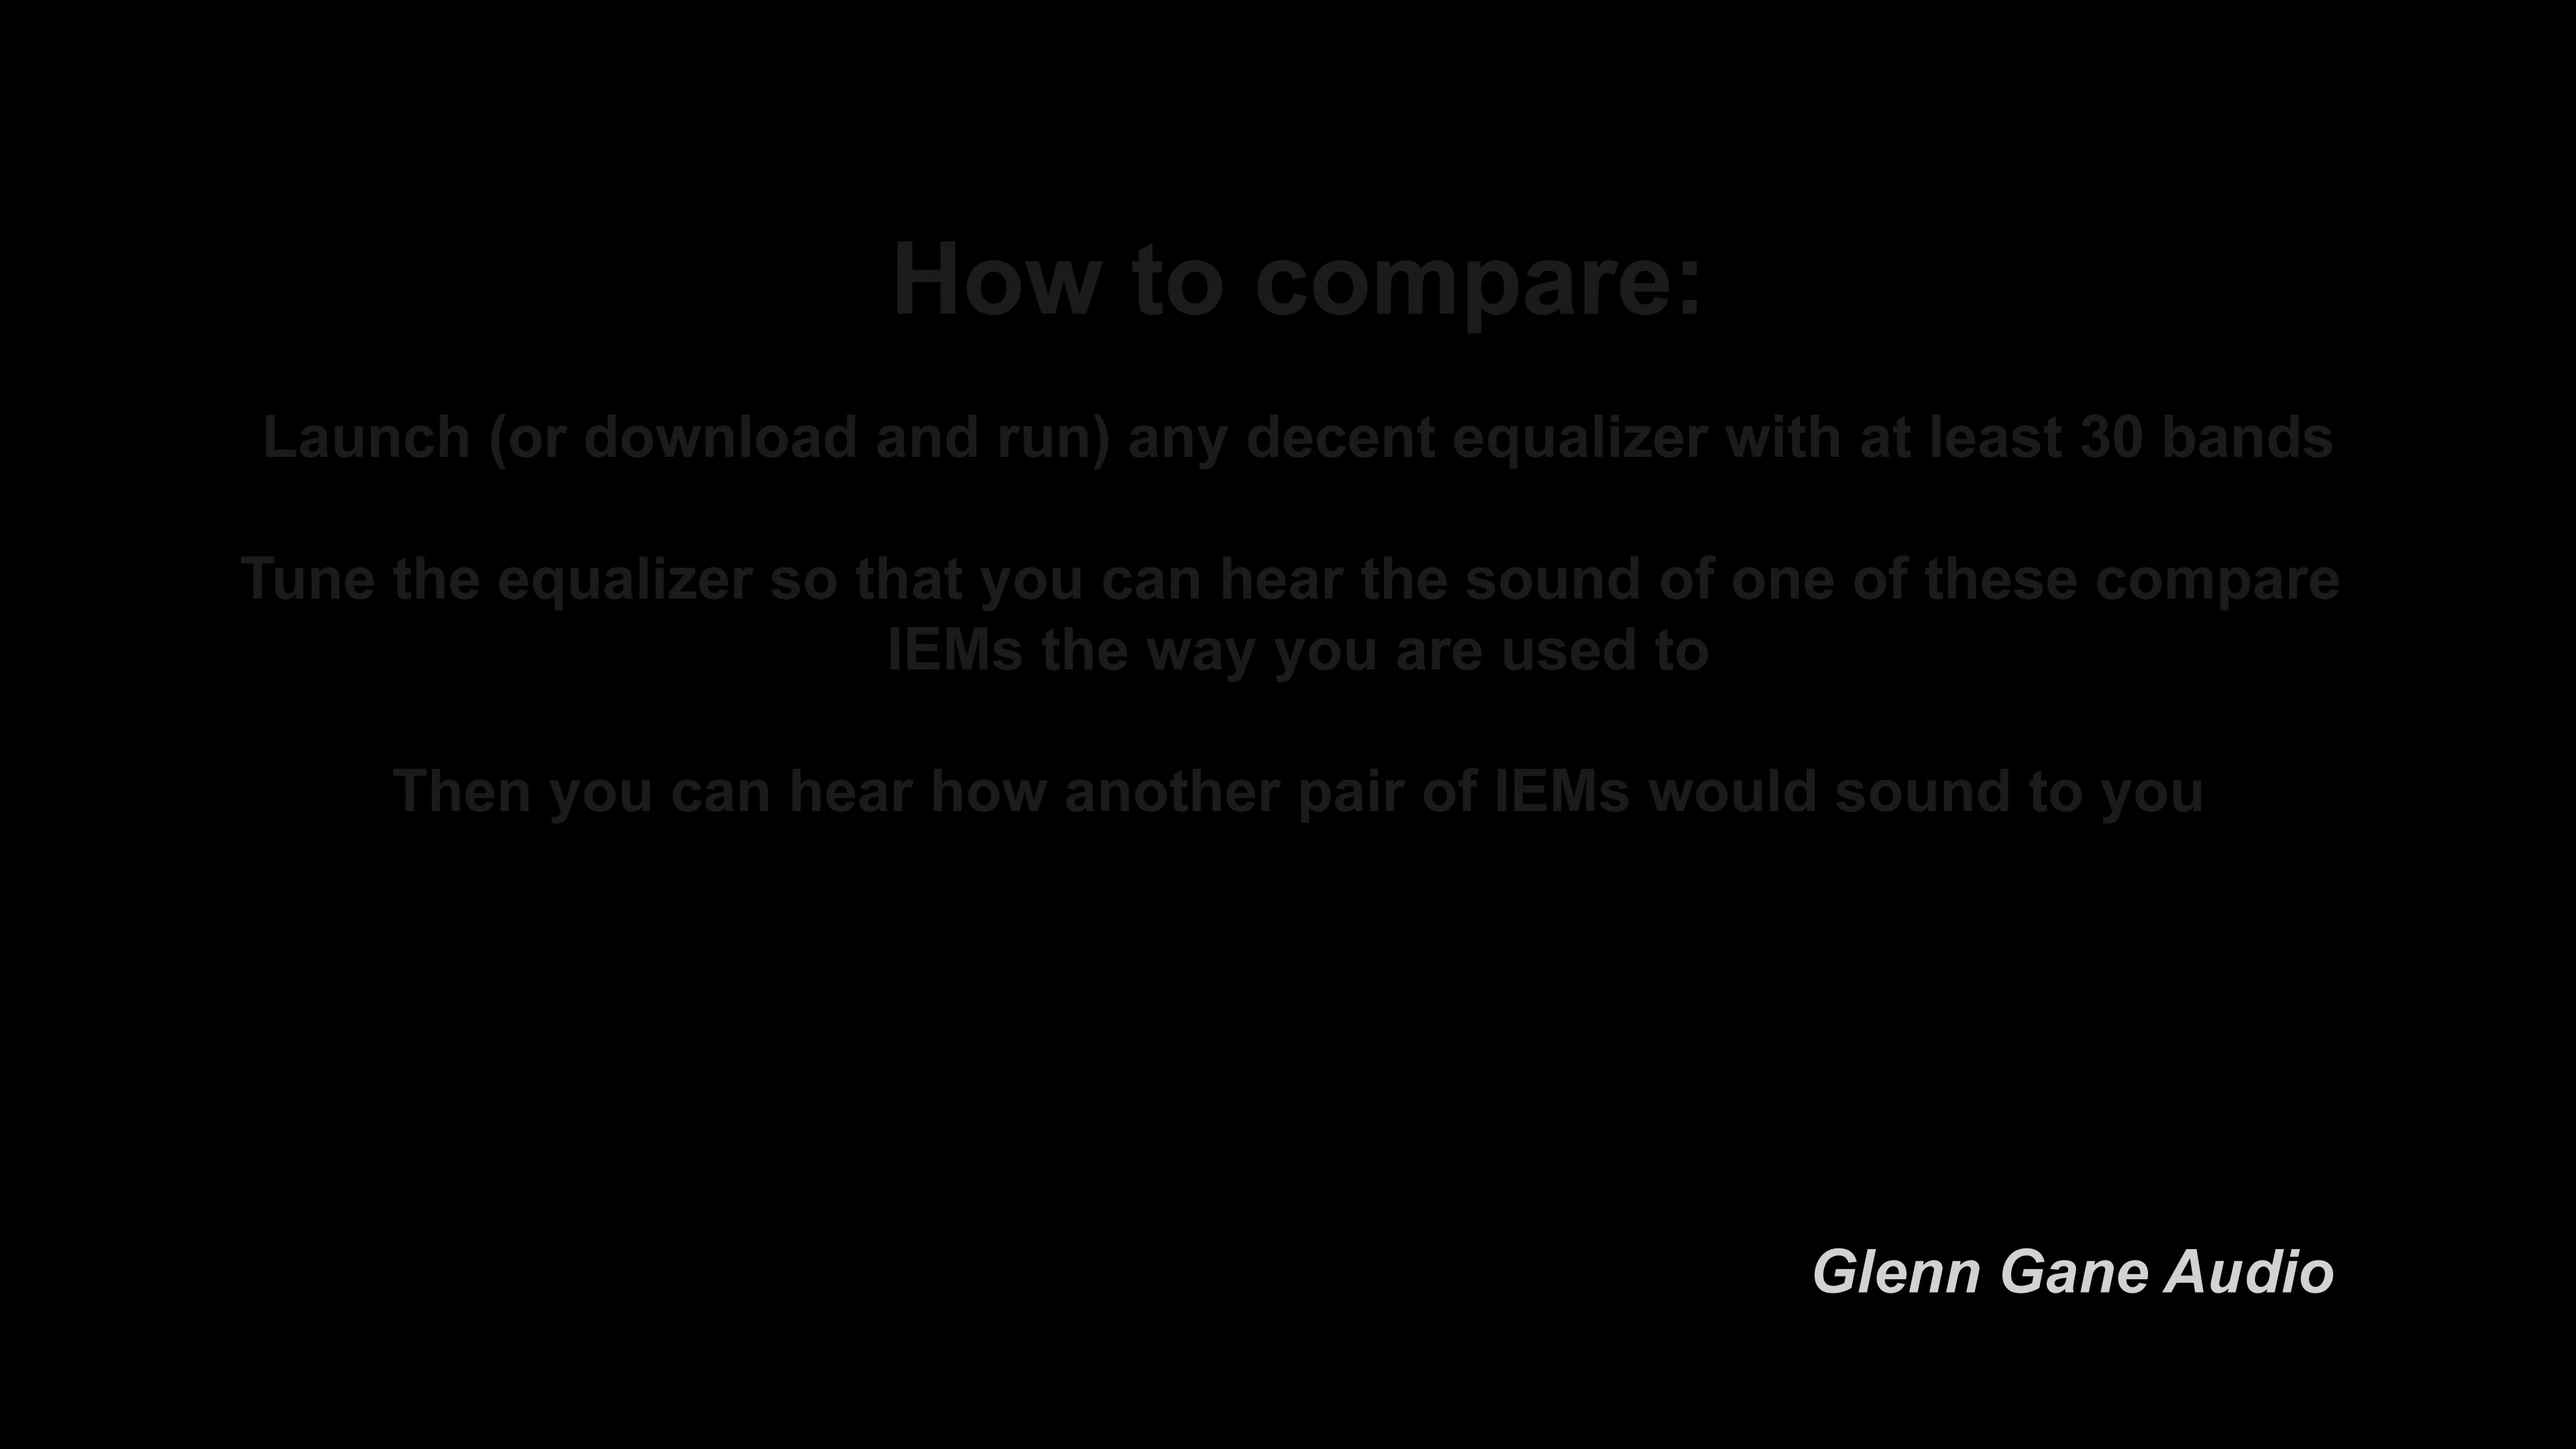 How to compare:
Launch (or download and run) any decent equalizer with at least 30 bands
Tune the equalizer so that you can hear the sound of one of these compare
IEMs the way you are used to
Then you can hear how another pair of IEMs would sound to you
Glenn Gane Audio